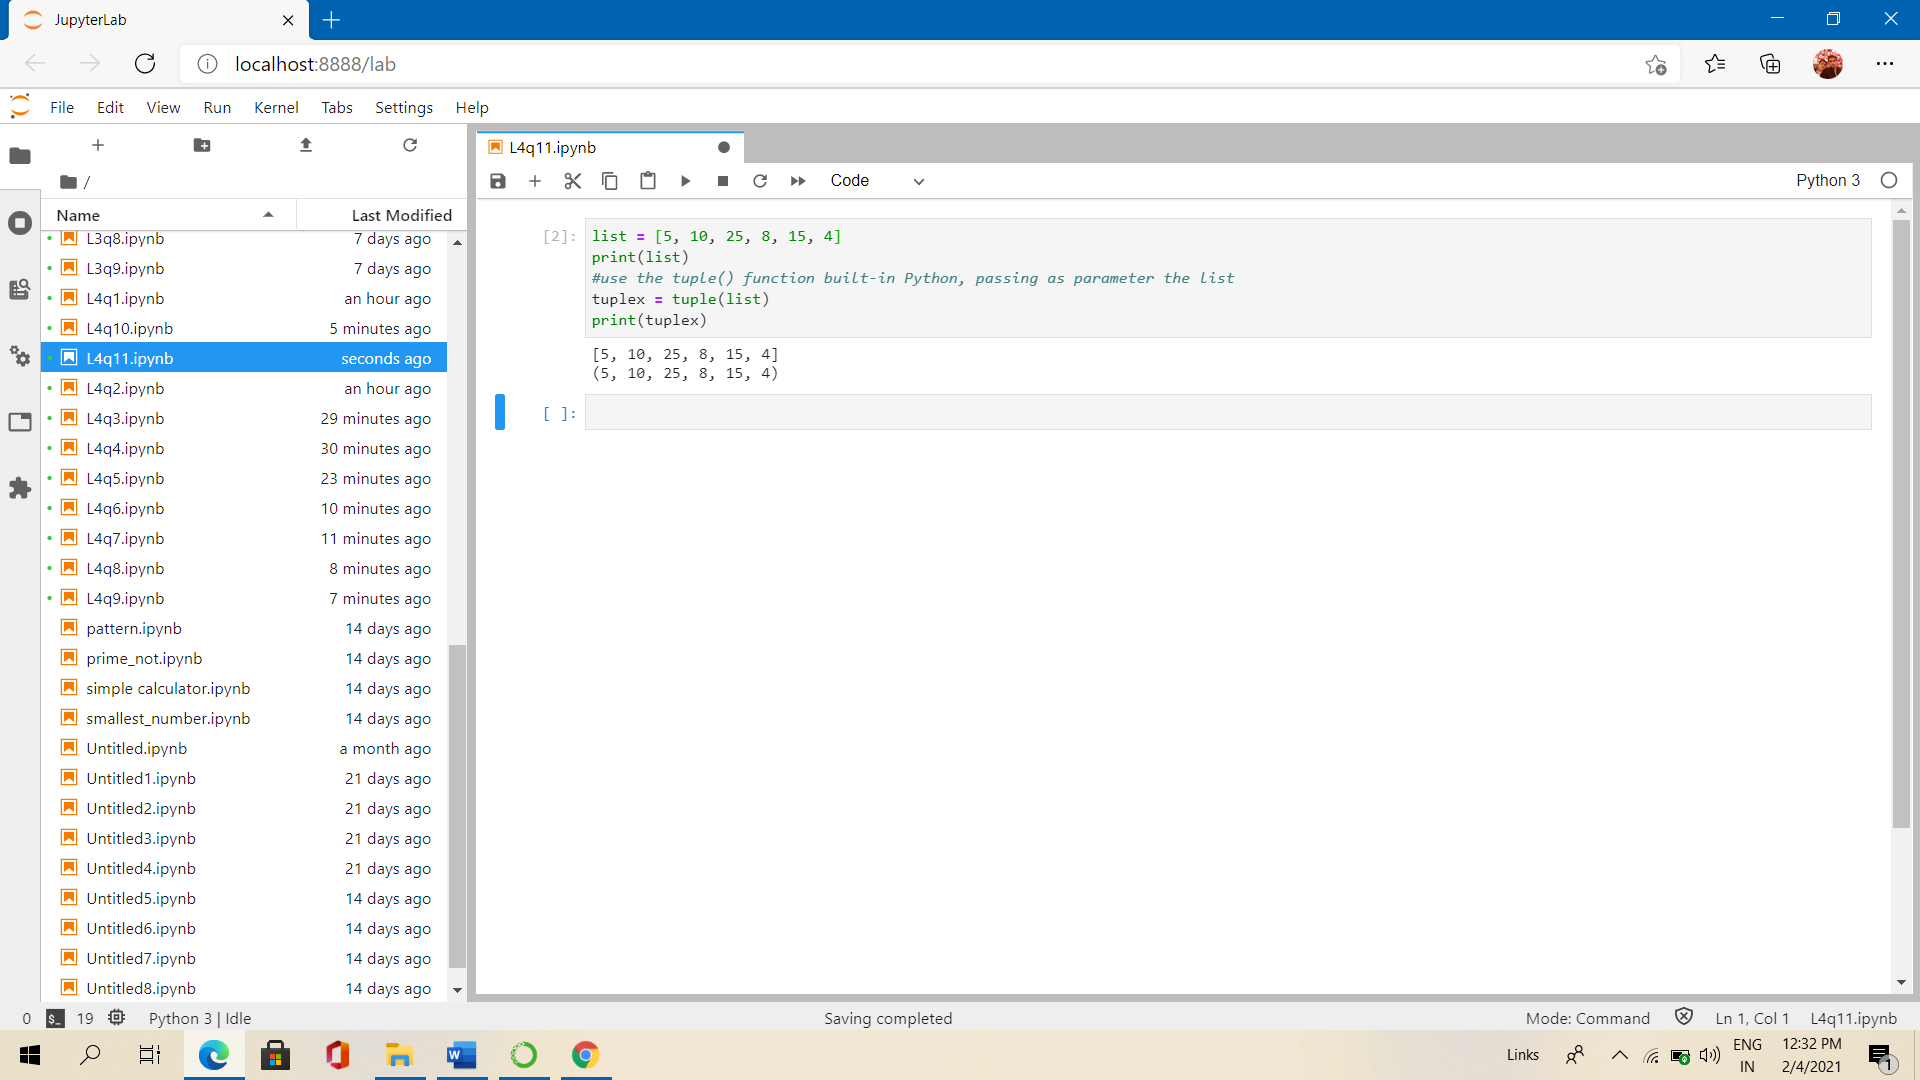 JupyterLab
localhost:8888/lab
File Edit View Run Kernel Tabs Settings Help
/
Name Last Modified
L3q8.ipynb 7 days ago
L3q9.ipynb 7 days ago
L4q1.ipynb an hour ago
L4q10.ipynb 5 minutes ago
L4q11.ipynb seconds ago
L4q2.ipynb an hour ago
L4q3.ipynb 29 minutes ago
L4q4.ipynb 30 minutes ago
L4q5.ipynb 23 minutes ago
L4q6.ipynb 10 minutes ago
L4q7.ipynb 11 minutes ago
L4q8.ipynb 8 minutes ago
L4q9.ipynb 7 minutes ago
pattern.ipynb 14 days ago
prime_not.ipynb 14 days ago
simple calculator.ipynb 14 days ago
smallest_number.ipynb 14 days ago
Untitled.ipynb a month ago
Untitled1.ipynb 21 days ago
Untitled2.ipynb 21 days ago
Untitled3.ipynb 21 days ago
Untitled4.ipynb 21 days ago
Untitled5.ipynb 14 days ago
Untitled6.ipynb 14 days ago
Untitled7.ipynb 14 days ago
Untitled8.ipynb 14 days ago
L4q11.ipynb
Code Python 3
[2]: list = [5, 10, 25, 8, 15, 4]
print(list)
#use the tuple() function built-in Python, passing as parameter the list
tuplex = tuple(list)
print(tuplex)
[5, 10, 25, 8, 15, 4]
(5, 10, 25, 8, 15, 4)
[ ]:
0 $_ 19 Python 3 | Idle Saving completed Mode: Command Ln 1, Col 1 L4q11.ipynb
W Links ENG 12:32 PM
IN 2/4/2021 1